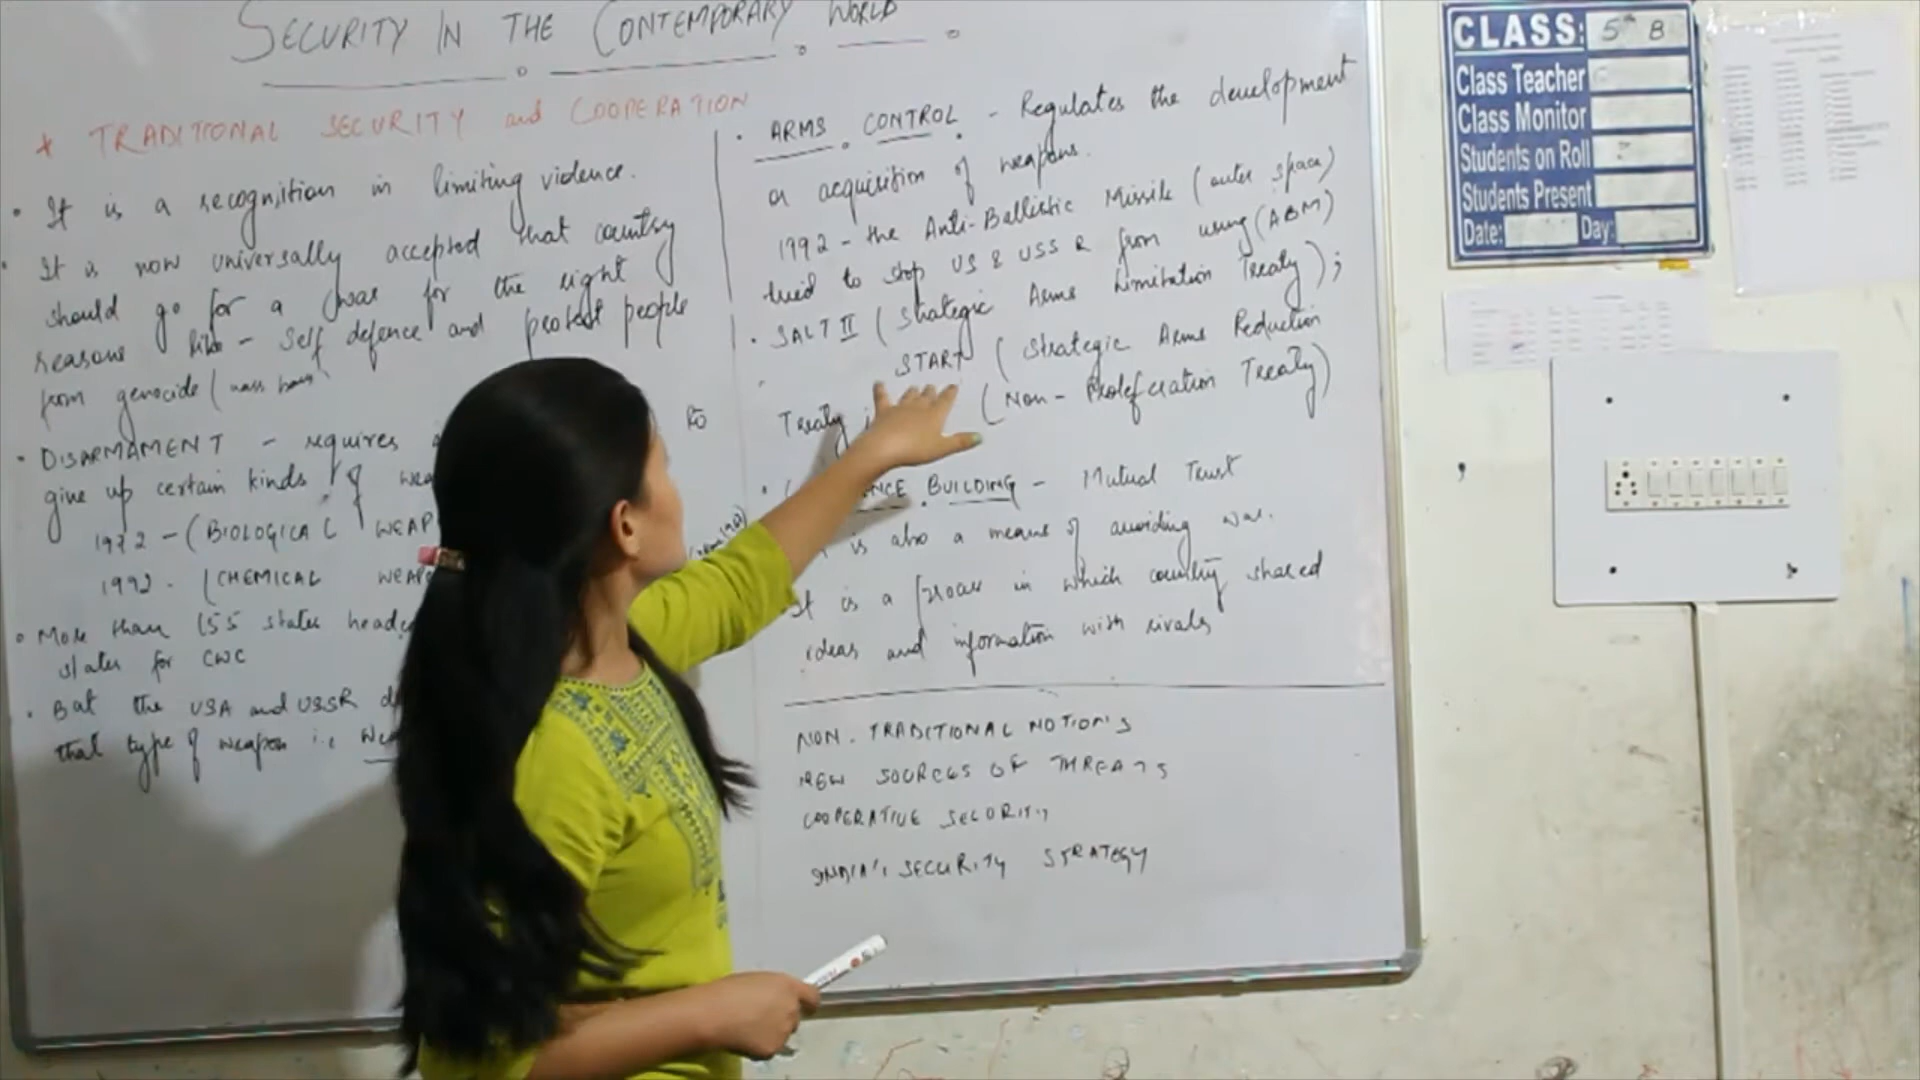 SECURITY IN THE CONTEMPORARY WORLD
* TRADITIONAL SECURITY and COOPERATION
• It is a recognition in limiting violence.
• It is now universally accepted that country
should go for a war for the right
reasons like - Self defence and protect people
from genocide (mass
• DISARMAMENT - requires to
give up certain kinds of
1972 - (BIOLOGICAL WEAP
1992 - (CHEMICAL WEAP
• More than 155 states
states for CWC
• But the USA and USSR
that type of weapon i.e
• ARMS CONTROL - Regulates the development
or acquisition of weapons.
1992 - the Anti-Ballistic Missile (outer space)
tried to stop US & USSR from using (ABM)
• SALT II (Strategic Arms Limitation Treaty);
START (Strategic Arms Reduction
Treaty (Non-Proliferation Treaty)
• NCE BUILDING - Mutual Trust
is also a means of avoiding war.
It is a process in which country shared
ideas and information with rivals
NON-TRADITIONAL NOTIONS
NEW SOURCES OF THREATS
COOPERATIVE SECURITY
INDIA'S SECURITY STRATEGY
CLASS: 5th B
Class Teacher
Class Monitor
Students on Roll
Students Present
Date: Day: